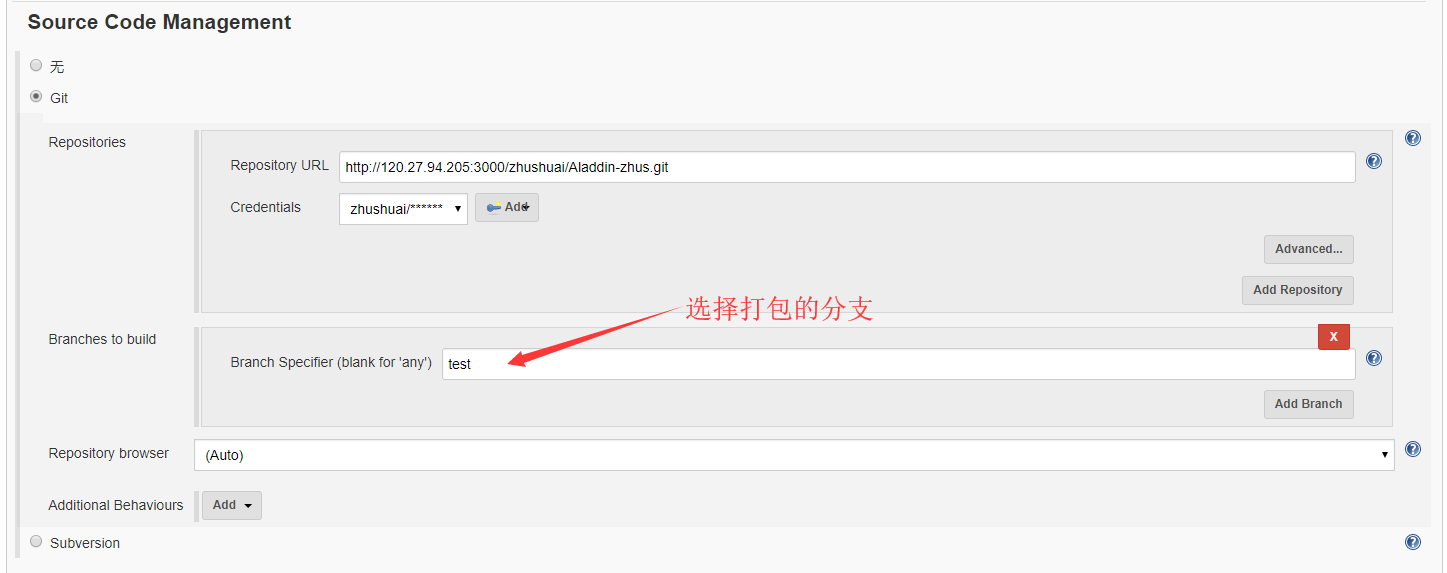 Source Code Management
无
Git
Repositories
Repository URL
http://120.27.94.205:3000/zhushuai/Aladdin-zhus.git
Credentials
zhushuai/******
Add
Advanced...
Add Repository
选择打包的分支
Branches to build
X
Branch Specifier (blank for 'any')
test
Add Branch
Repository browser
(Auto)
Additional Behaviours
Add
Subversion